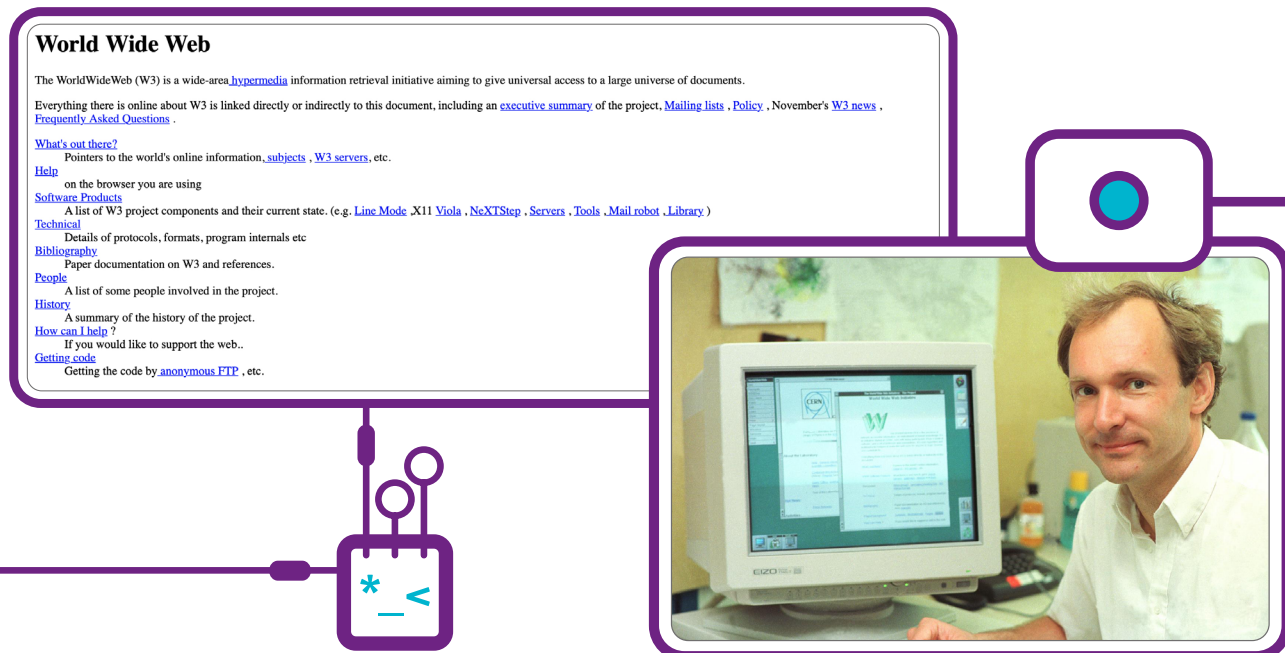 World Wide Web
The WorldWideWeb (W3) is a wide-area hypermedia information retrieval initiative aiming to give universal access to a large universe of documents.
Everything there is online about W3 is linked directly or indirectly to this document, including an executive summary of the project, Mailing lists , Policy , November's W3 news ,
Frequently Asked Questions .
What's out there?
Pointers to the world's online information, subjects , W3 servers, etc.
Help
on the browser you are using
Software Products
A list of W3 project components and their current state. (e.g. Line Mode ,X11 Viola , NeXTStep , Servers , Tools , Mail robot , Library )
Technical
Details of protocols, formats, program internals etc
Bibliography
Paper documentation on W3 and references.
People
A list of some people involved in the project.
History
A summary of the history of the project.
How can I help ?
If you would like to support the web..
Getting code
Getting the code by anonymous FTP , etc.
CERN
World Wide Web
EIZO
*_<